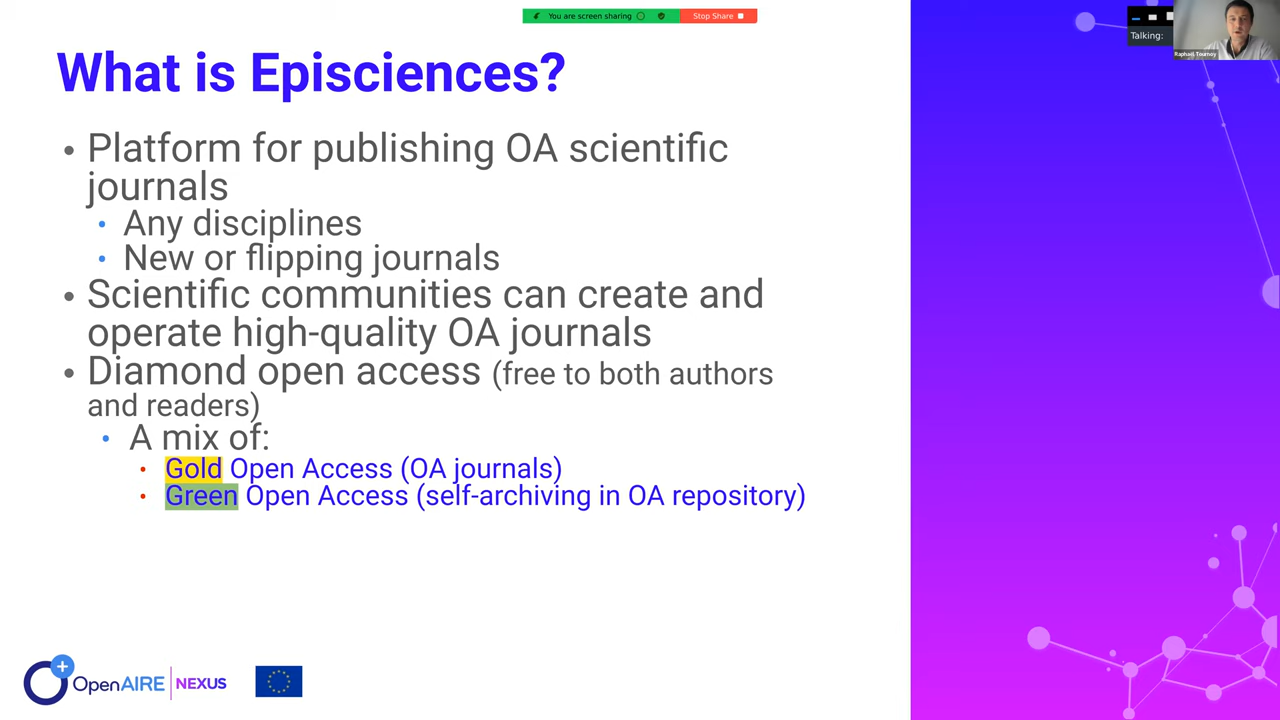 You are screen sharing
Stop Share
Talking:
Raphael Tournoy
What is Episciences?
• Platform for publishing OA scientific
journals
• Any disciplines
• New or flipping journals
• Scientific communities can create and
operate high-quality OA journals
• Diamond open access (free to both authors
and readers)
• A mix of:
• Gold Open Access (OA journals)
• Green Open Access (self-archiving in OA repository)
OpenAIRE | NEXUS